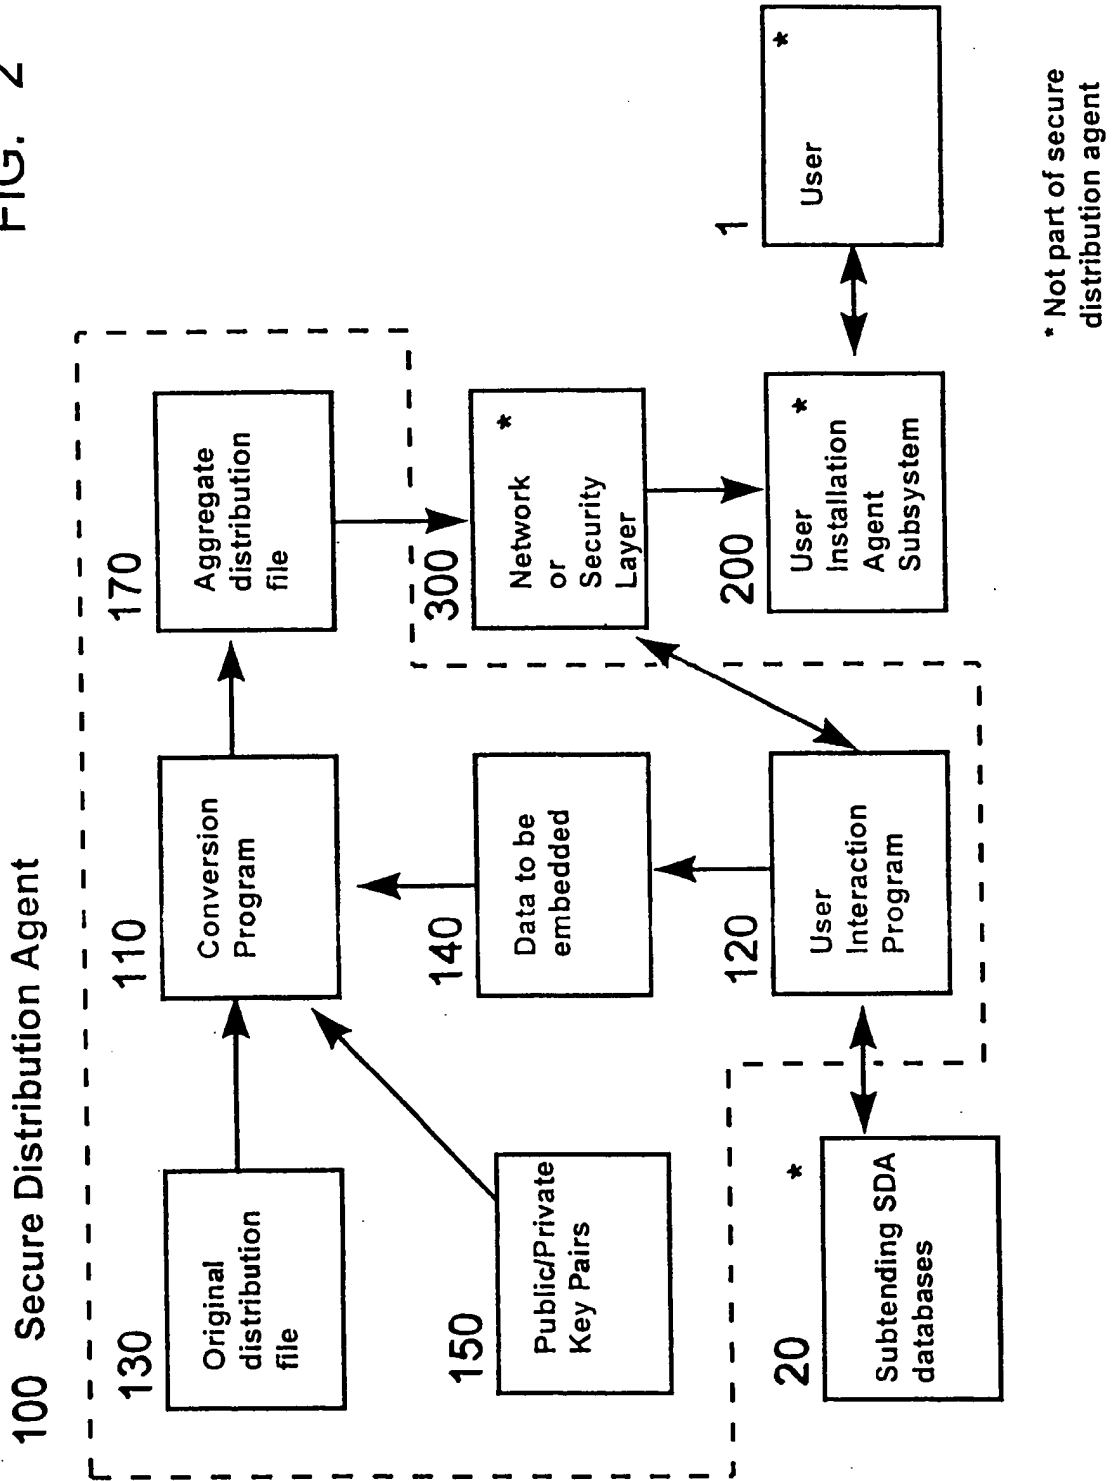 FIG. 2
100 Secure Distribution Agent
130
Original
distribution
file
110
Conversion
Program
170
Aggregate
distribution
file
150
Public/Private
Key Pairs
140
Data to be
embedded
300
Network *
or
Security
Layer
20 *
Subtending SDA
databases
120
User
Interaction
Program
200
User *
Installation
Agent
Subsystem
1
User *
* Not part of secure
distribution agent